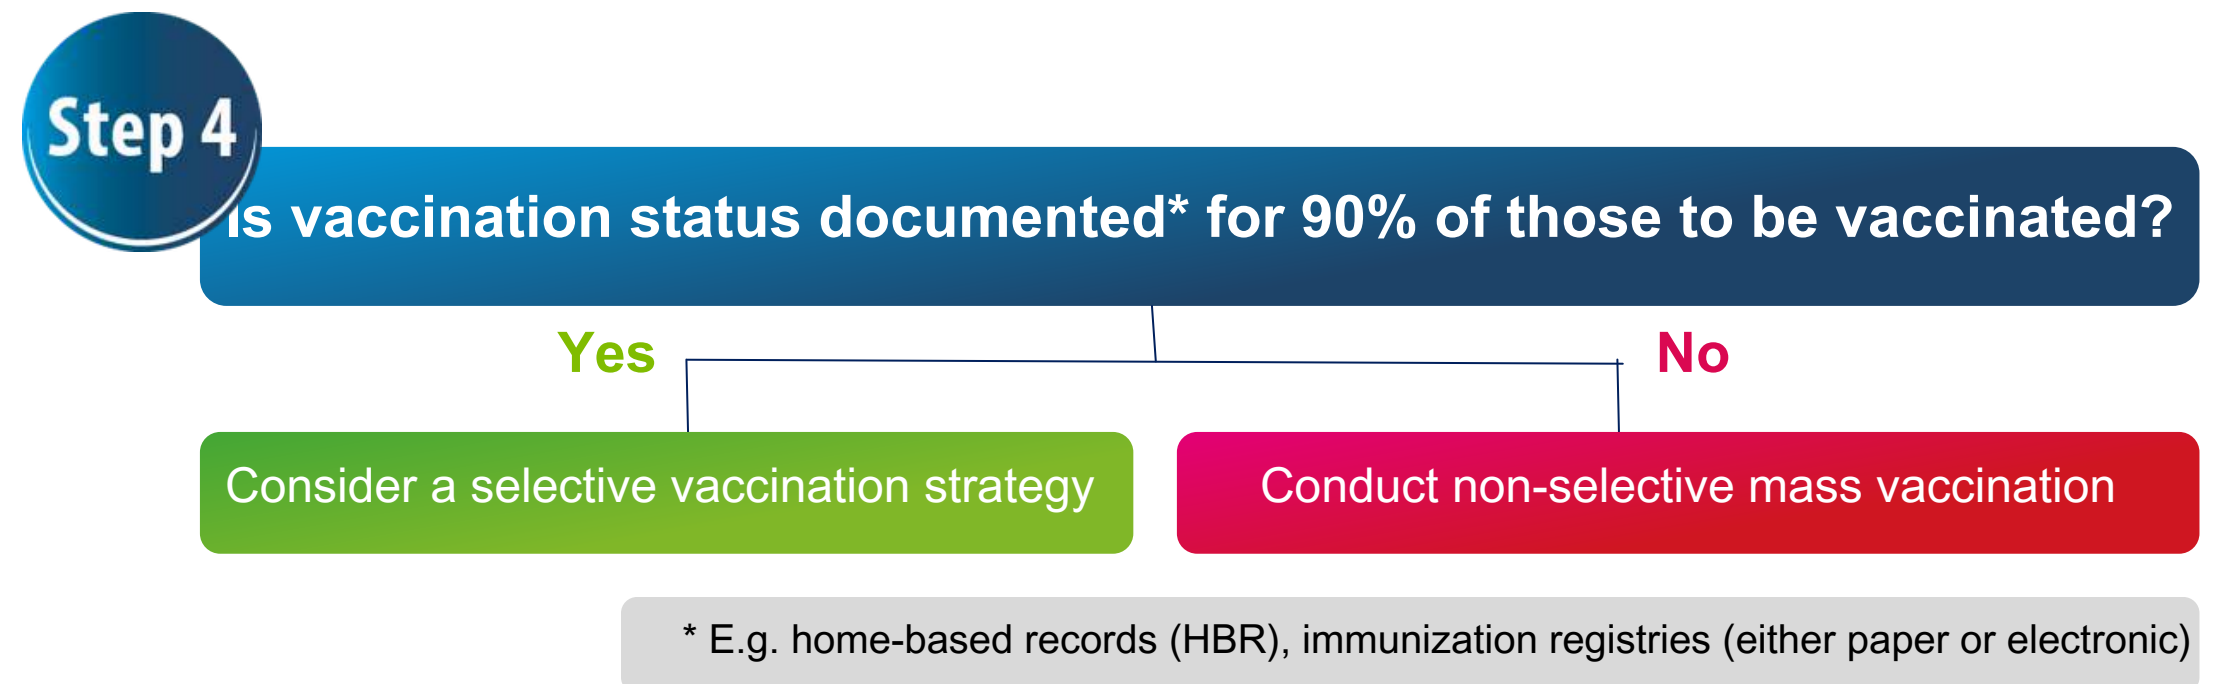 Step 4
Is vaccination status documented* for 90% of those to be vaccinated?
Yes
No
Consider a selective vaccination strategy
Conduct non-selective mass vaccination
* E.g. home-based records (HBR), immunization registries (either paper or electronic)